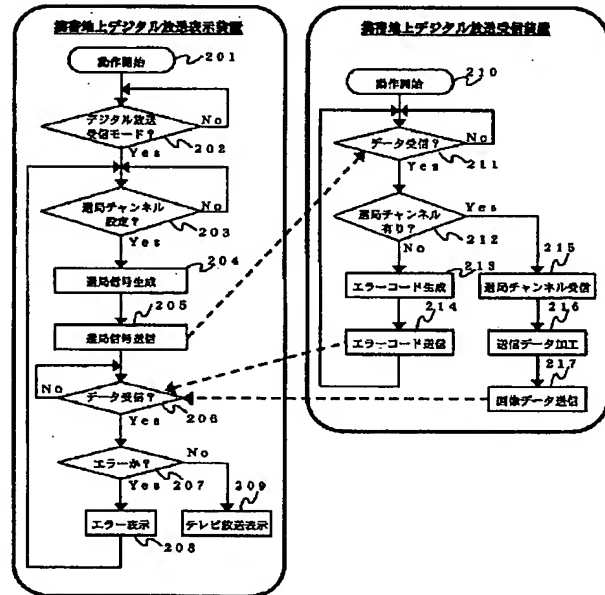 携帯地上デジタル放送表示装置
動作開始
201
デジタル放送
受信モード？
No
Yes
202
選局チャンネル
設定？
No
Yes
203
204
選局信号生成
205
選局信号送信
No
データ受信？
206
Yes
エラーか？
No
Yes
207
209
エラー表示
テレビ放送表示
208
携帯地上デジタル放送受信装置
210
動作開始
データ受信？
No
Yes
211
選局チャンネル
有り？
Yes
No
212
213
215
エラーコード生成
選局チャンネル受信
214
216
エラーコード送信
送信データ加工
217
画像データ送信